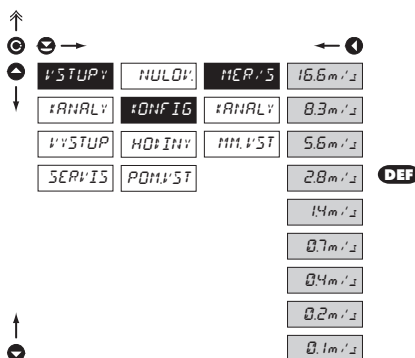 VSTUPY NULOV. MER/S 16.6m/s
KANALY KONFIG KANALY 8.3m/s
VYSTUP HODINY MM. VST 5.6m/s
SERVIS POM.VST 2.8m/s DEF
1.4m/s
0.7m/s
0.4m/s
0.2m/s
0.1m/s